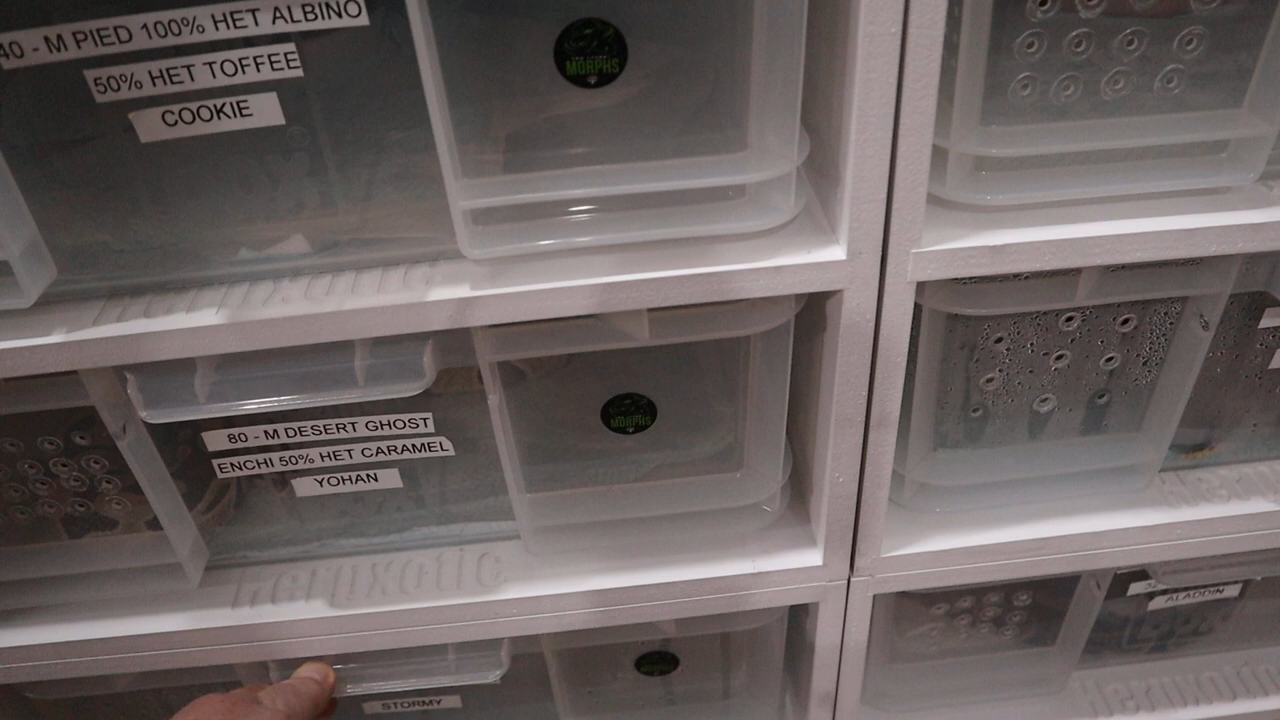 40 - M PIED 100% HET ALBINO
50% HET TOFFEE
COOKIE
MORPHS
80 - M DESERT GHOST
ENCHI 50% HET CARAMEL
YOHAN
MORPHS
Herpxotic
STORMY
ALADDIN
Herpxotic